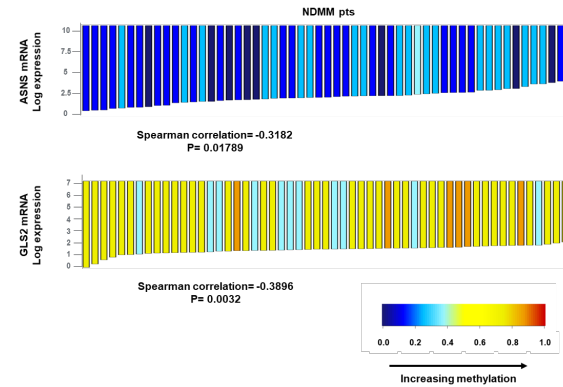 NDMM pts
ASNS mRNA
Log expression
10
7.5
5
2.5
0
Spearman correlation= -0.3182
P= 0.01789
GLS2 mRNA
Log expression
7
6
5
4
3
2
1
0
Spearman correlation= -0.3896
P= 0.0032
0.0 0.2 0.4 0.6 0.8 1.0
Increasing methylation